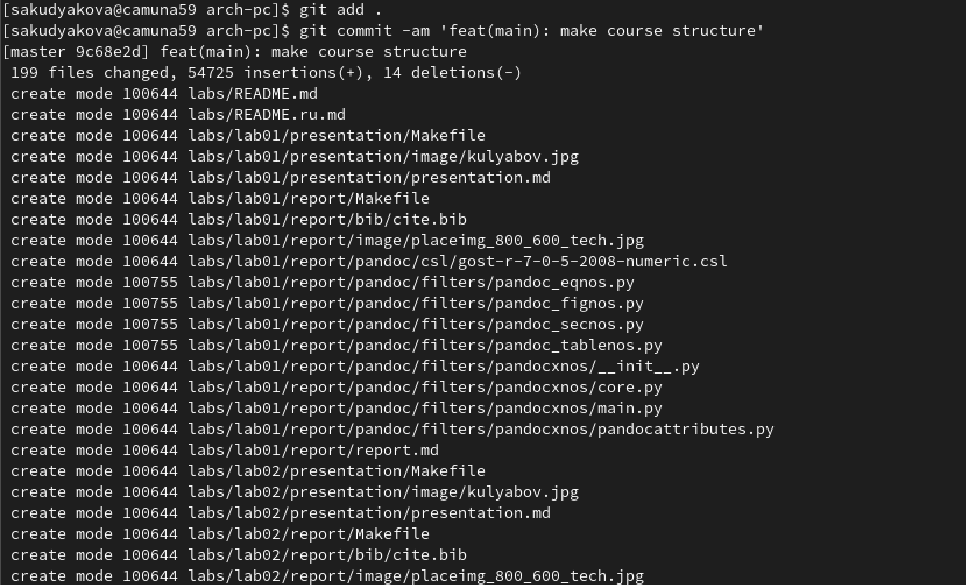 [sakudyakova@camuna59 arch-pc]$ git add .
[sakudyakova@camuna59 arch-pc]$ git commit -am 'feat(main): make course structure'
[master 9c68e2d] feat(main): make course structure
 199 files changed, 54725 insertions(+), 14 deletions(-)
 create mode 100644 labs/README.md
 create mode 100644 labs/README.ru.md
 create mode 100644 labs/lab01/presentation/Makefile
 create mode 100644 labs/lab01/presentation/image/kulyabov.jpg
 create mode 100644 labs/lab01/presentation/presentation.md
 create mode 100644 labs/lab01/report/Makefile
 create mode 100644 labs/lab01/report/bib/cite.bib
 create mode 100644 labs/lab01/report/image/placeimg_800_600_tech.jpg
 create mode 100644 labs/lab01/report/pandoc/csl/gost-r-7-0-5-2008-numeric.csl
 create mode 100755 labs/lab01/report/pandoc/filters/pandoc_eqnos.py
 create mode 100755 labs/lab01/report/pandoc/filters/pandoc_fignos.py
 create mode 100755 labs/lab01/report/pandoc/filters/pandoc_secnos.py
 create mode 100755 labs/lab01/report/pandoc/filters/pandoc_tablenos.py
 create mode 100644 labs/lab01/report/pandoc/filters/pandocxnos/__init__.py
 create mode 100644 labs/lab01/report/pandoc/filters/pandocxnos/core.py
 create mode 100644 labs/lab01/report/pandoc/filters/pandocxnos/main.py
 create mode 100644 labs/lab01/report/pandoc/filters/pandocxnos/pandocattributes.py
 create mode 100644 labs/lab01/report/report.md
 create mode 100644 labs/lab02/presentation/Makefile
 create mode 100644 labs/lab02/presentation/image/kulyabov.jpg
 create mode 100644 labs/lab02/presentation/presentation.md
 create mode 100644 labs/lab02/report/Makefile
 create mode 100644 labs/lab02/report/bib/cite.bib
 create mode 100644 labs/lab02/report/image/placeimg_800_600_tech.jpg